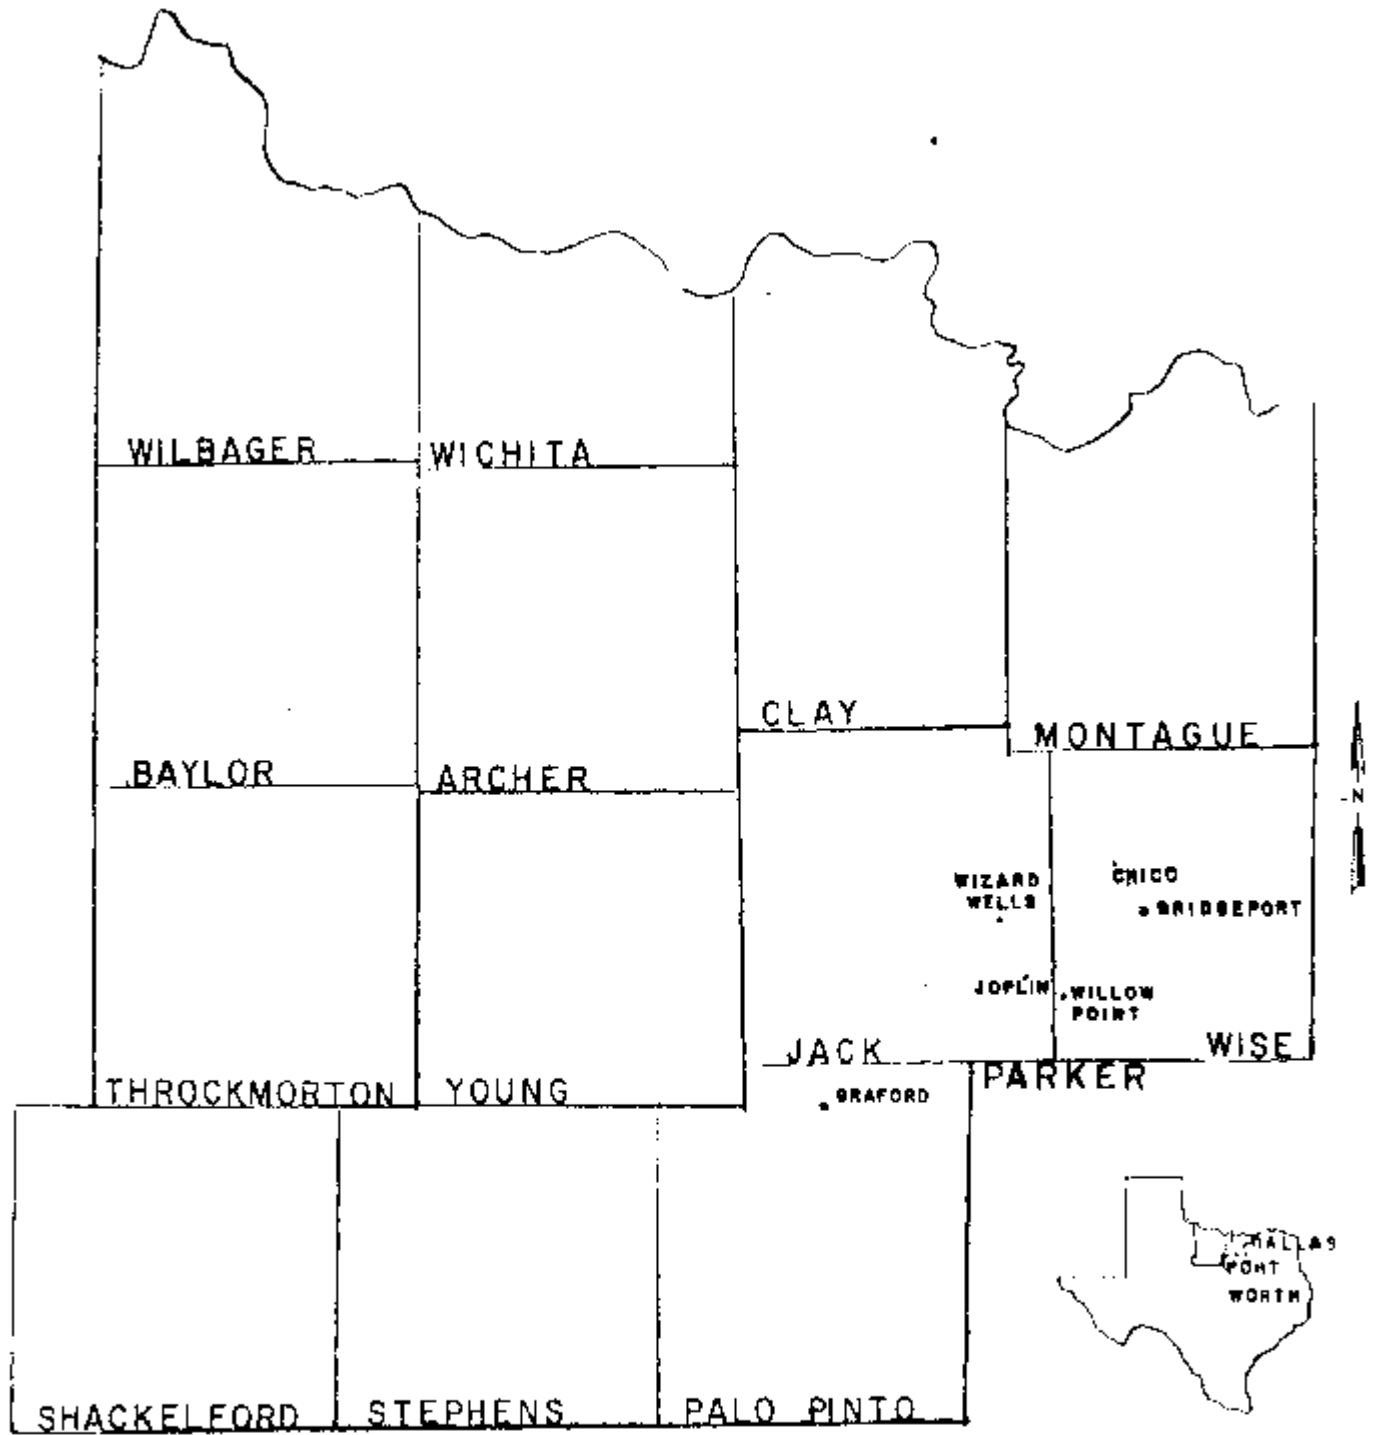 WILBAGER
WICHITA
CLAY
MONTAGUE
BAYLOR
ARCHER
N
WIZARD
WELLS
CHICO
BRIDGEPORT
JOPLIN
WILLOW
POINT
JACK
WISE
PARKER
THROCKMORTON
YOUNG
GRAFORD
DALLAS
FORT
WORTH
SHACKELFORD
STEPHENS
PALO PINTO